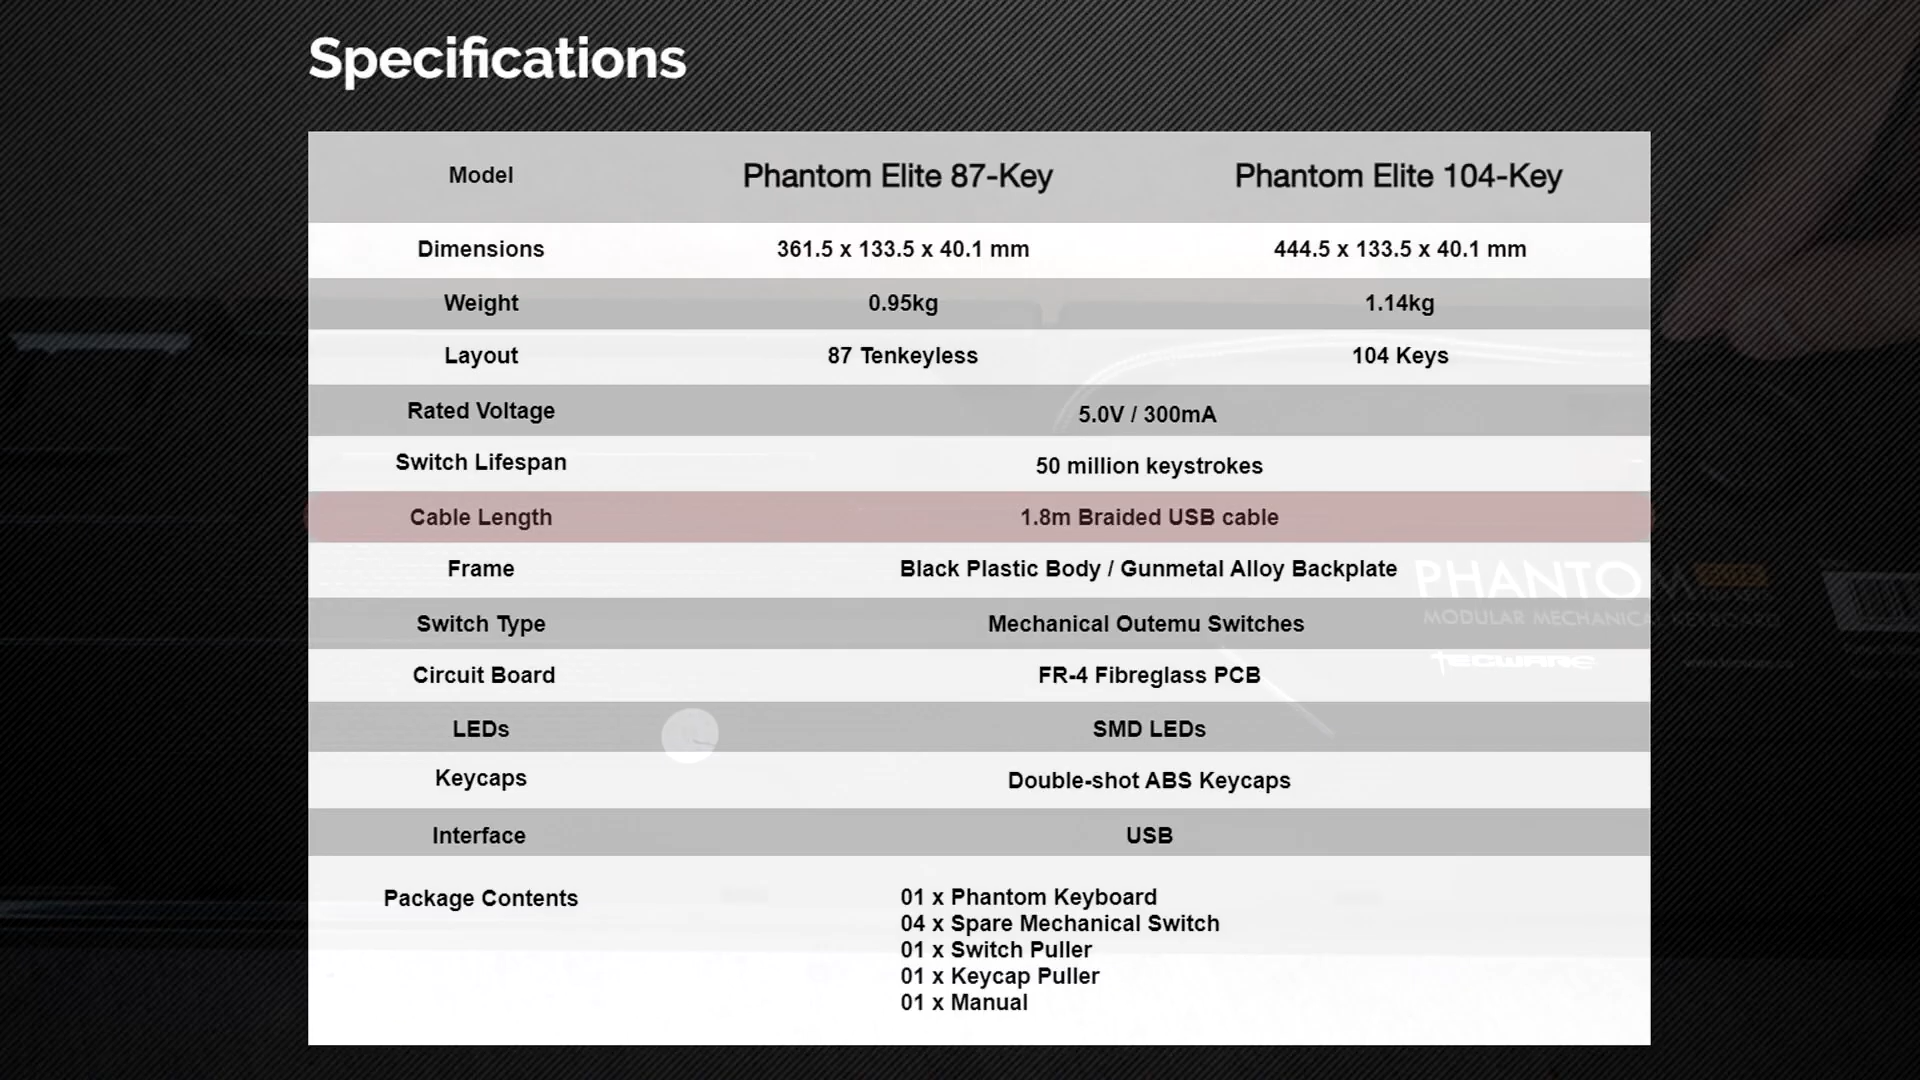 Specifications
Model Phantom Elite 87-Key Phantom Elite 104-Key
Dimensions 361.5 x 133.5 x 40.1 mm 444.5 x 133.5 x 40.1 mm
Weight 0.95kg 1.14kg
Layout 87 Tenkeyless 104 Keys
Rated Voltage 5.0V / 300mA
Switch Lifespan 50 million keystrokes
Cable Length 1.8m Braided USB cable
Frame Black Plastic Body / Gunmetal Alloy Backplate
PHANTOM
Switch Type Mechanical Outemu Switches
MODULAR MECHANICAL KEYBOARD
Circuit Board FR-4 Fibreglass PCB
TECWARE
LEDs SMD LEDs
Keycaps Double-shot ABS Keycaps
Interface USB
Package Contents 01 x Phantom Keyboard
04 x Spare Mechanical Switch
01 x Switch Puller
01 x Keycap Puller
01 x Manual